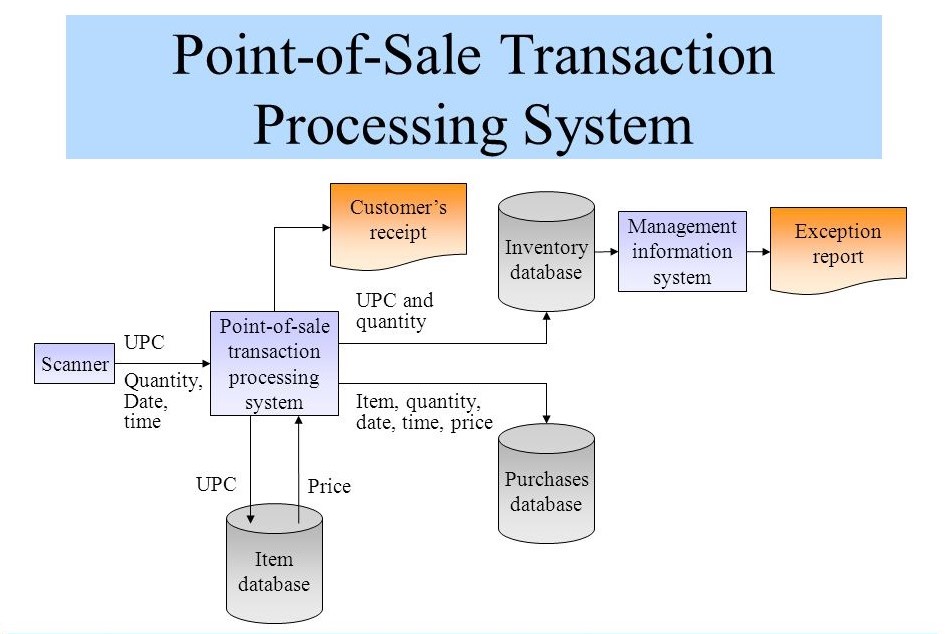 Point-of-Sale Transaction
Processing System
Customer's
receipt
Inventory
database
Management
information
system
Exception
report
UPC and
quantity
Point-of-sale
transaction
processing
system
Scanner
UPC
Quantity,
Date,
time
Item, quantity,
date, time, price
Purchases
database
UPC
Price
Item
database